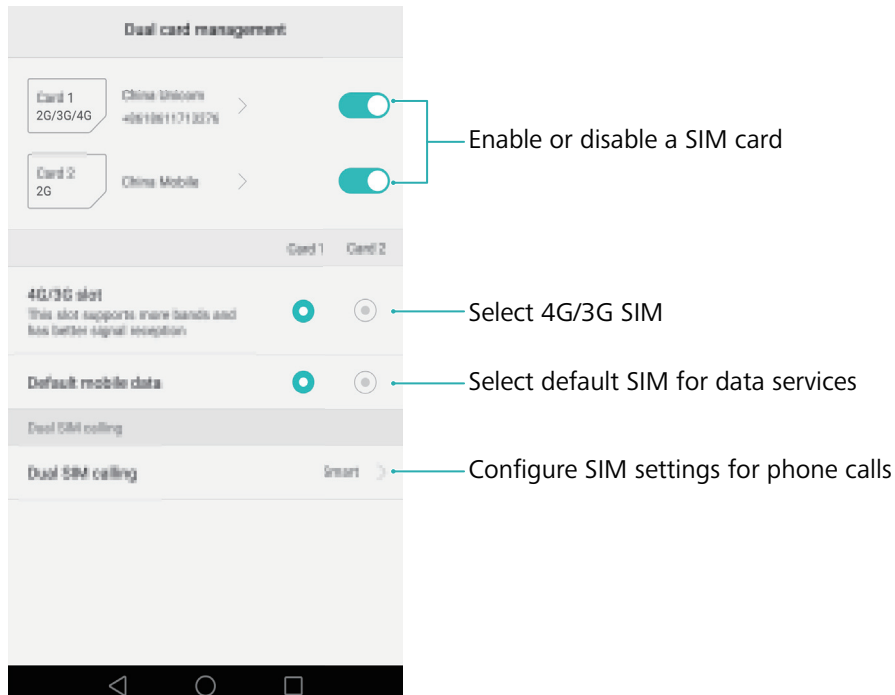 Dual card management
Card 1
2G/3G/4G
China Unicom
Card 2
2G
China Mobile
Enable or disable a SIM card
Card 1 Card 2
4G/3G slot
This slot supports more bands and
has better signal reception
Select 4G/3G SIM
Default mobile data
Select default SIM for data services
Dual SIM calling
Dual SIM calling
Smart
Configure SIM settings for phone calls